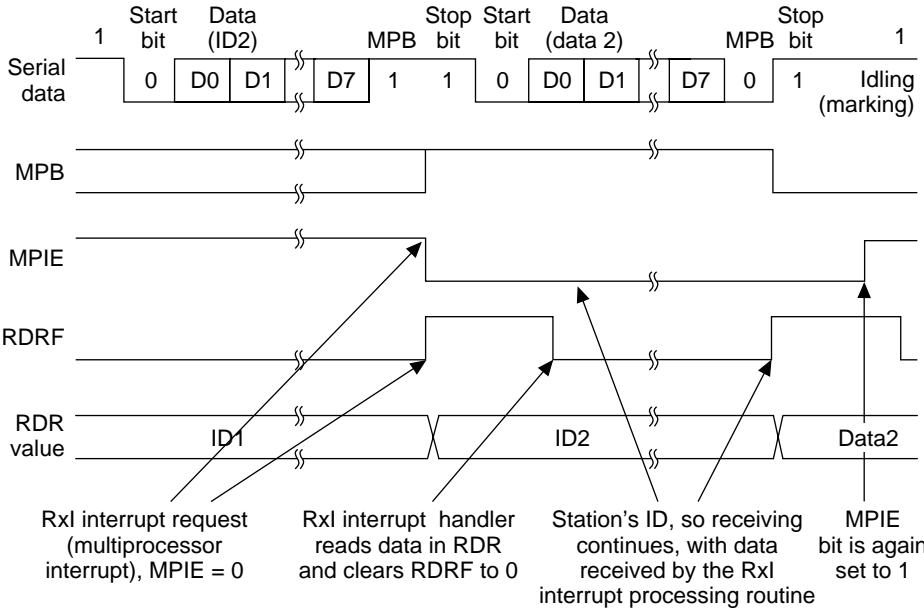 1 Start bit Data (ID2) MPB Stop bit Start bit Data (data 2) MPB Stop bit 1
Serial data 0 D0 D1 D7 1 1 0 D0 D1 D7 0 1 Idling (marking)
MPB
MPIE
RDRF
RDR value ID1 ID2 Data2
RxI interrupt request
(multiprocessor
interrupt), MPIE = 0
RxI interrupt handler
reads data in RDR
and clears RDRF to 0
Station's ID, so receiving
continues, with data
received by the RxI
interrupt processing routine
MPIE
bit is again
set to 1